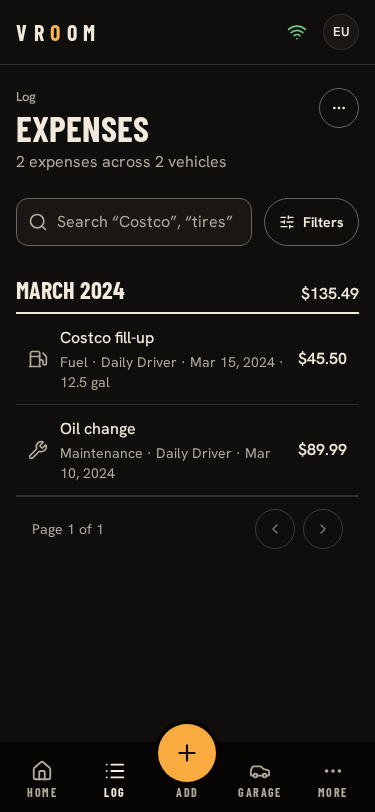 VROOM
EU
Log
EXPENSES
2 expenses across 2 vehicles
Search “Costco”, “tires”
Filters
MARCH 2024
$135.49
Costco fill-up
Fuel · Daily Driver · Mar 15, 2024 ·
12.5 gal
$45.50
Oil change
Maintenance · Daily Driver · Mar
10, 2024
$89.99
Page 1 of 1
HOME
LOG
ADD
GARAGE
MORE